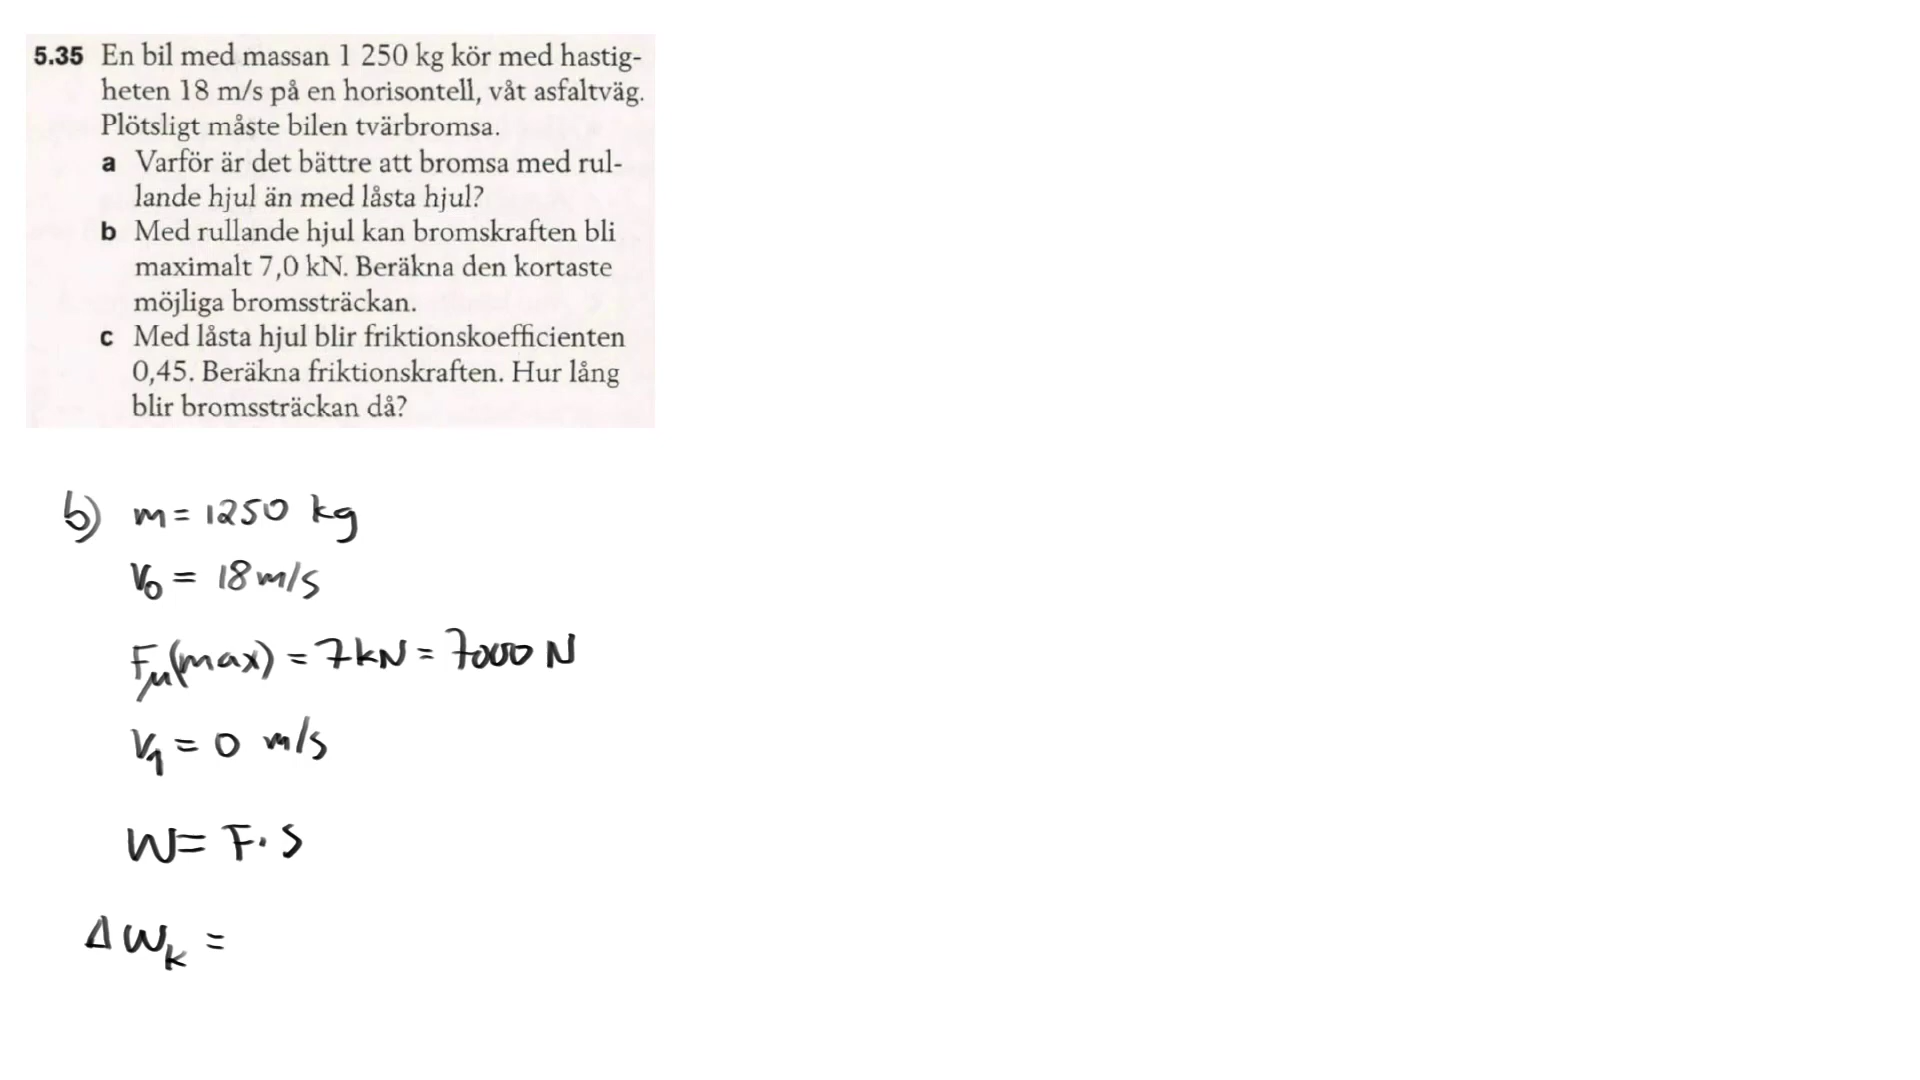 5.35 En bil med massan 1 250 kg kör med hastig-
heten 18 m/s på en horisontell, våt asfaltväg.
Plötsligt måste bilen tvärbromsa.
a Varför är det bättre att bromsa med rul-
lande hjul än med låsta hjul?
b Med rullande hjul kan bromskraften bli
maximalt 7,0 kN. Beräkna den kortaste
möjliga bromssträckan.
c Med låsta hjul blir friktionskoefficienten
0,45. Beräkna friktionskraften. Hur lång
blir bromssträckan då?
b) m = 1250 kg
V₀ = 18 m/s
Fμ(max) = 7 kN = 7000 N
V₁ = 0 m/s
W = F · S
ΔWₖ =